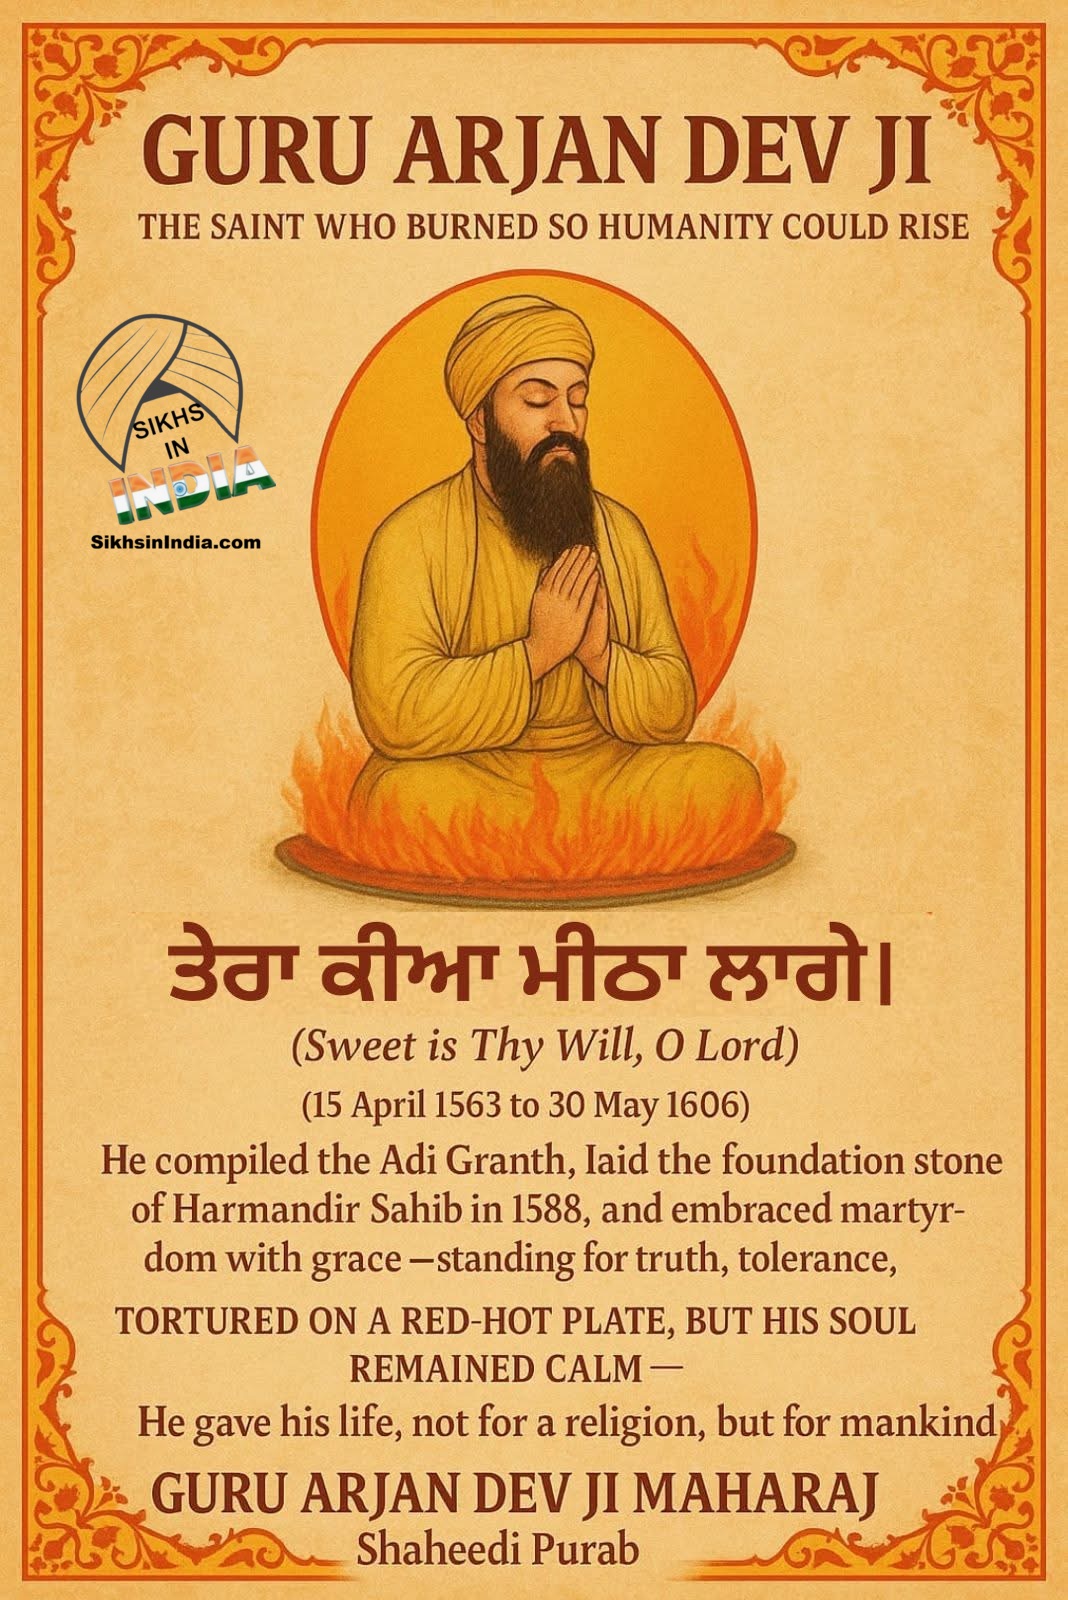 GURU ARJAN DEV JI
THE SAINT WHO BURNED SO HUMANITY COULD RISE
SIKHS
IN
INDIA
SikhsinIndia.com
ਤੇਰਾ ਕੀਆ ਮੀਠਾ ਲਾਗੇ।
(Sweet is Thy Will, O Lord)
(15 April 1563 to 30 May 1606)
He compiled the Adi Granth, laid the foundation stone
of Harmandir Sahib in 1588, and embraced martyr-
dom with grace —standing for truth, tolerance,
TORTURED ON A RED-HOT PLATE, BUT HIS SOUL
REMAINED CALM —
He gave his life, not for a religion, but for mankind
GURU ARJAN DEV JI MAHARAJ
Shaheedi Purab